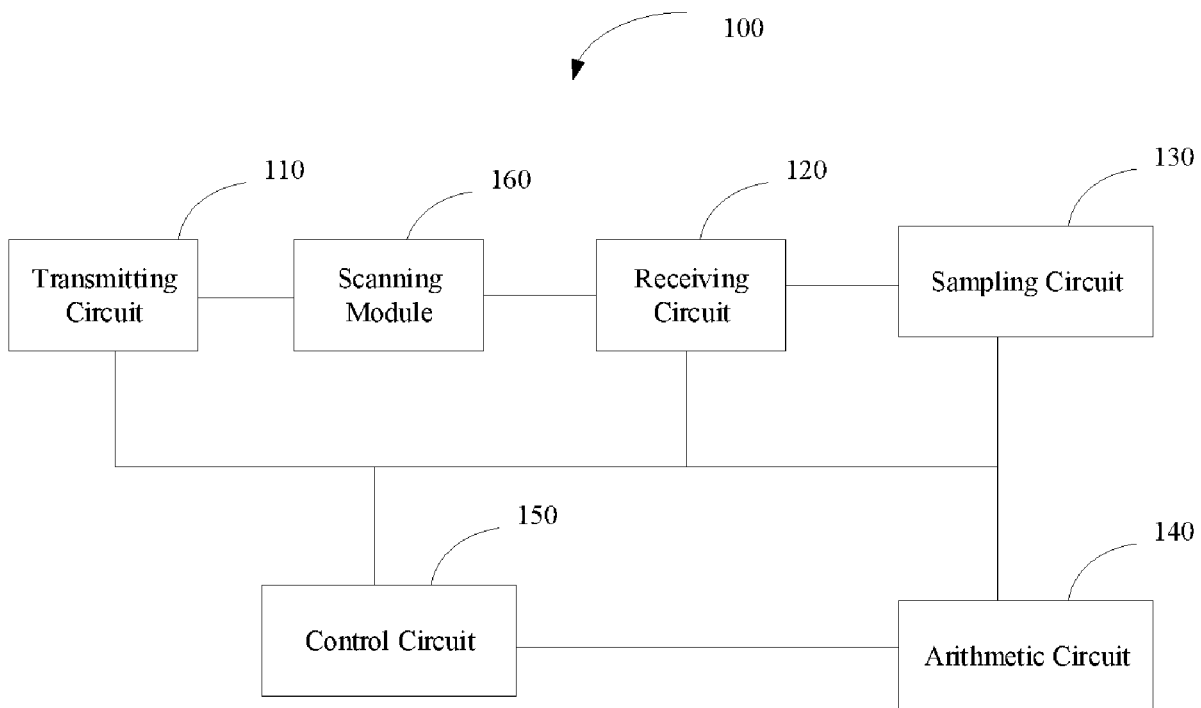 100
110
160
120
130
Transmitting
Circuit
Scanning
Module
Receiving
Circuit
Sampling Circuit
150
140
Control Circuit
Arithmetic Circuit